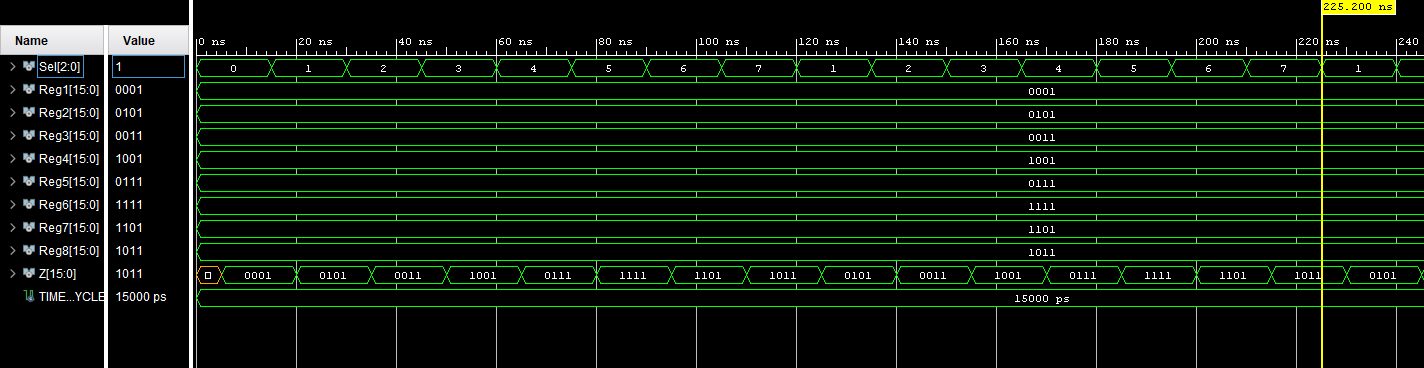 225.200 ns
Name Value
0 ns 20 ns 40 ns 60 ns 80 ns 100 ns 120 ns 140 ns 160 ns 180 ns 200 ns 220 ns 240
Sel[2:0] 1 0 1 2 3 4 5 6 7 1 2 3 4 5 6 7 1
Reg1[15:0] 0001 0001
Reg2[15:0] 0101 0101
Reg3[15:0] 0011 0011
Reg4[15:0] 1001 1001
Reg5[15:0] 0111 0111
Reg6[15:0] 1111 1111
Reg7[15:0] 1101 1101
Reg8[15:0] 1011 1011
Z[15:0] 1011 0001 0101 0011 1001 0111 1111 1101 1011 0101 0011 1001 0111 1111 1101 1011 0101
TIME...YCLE 15000 ps 15000 ps